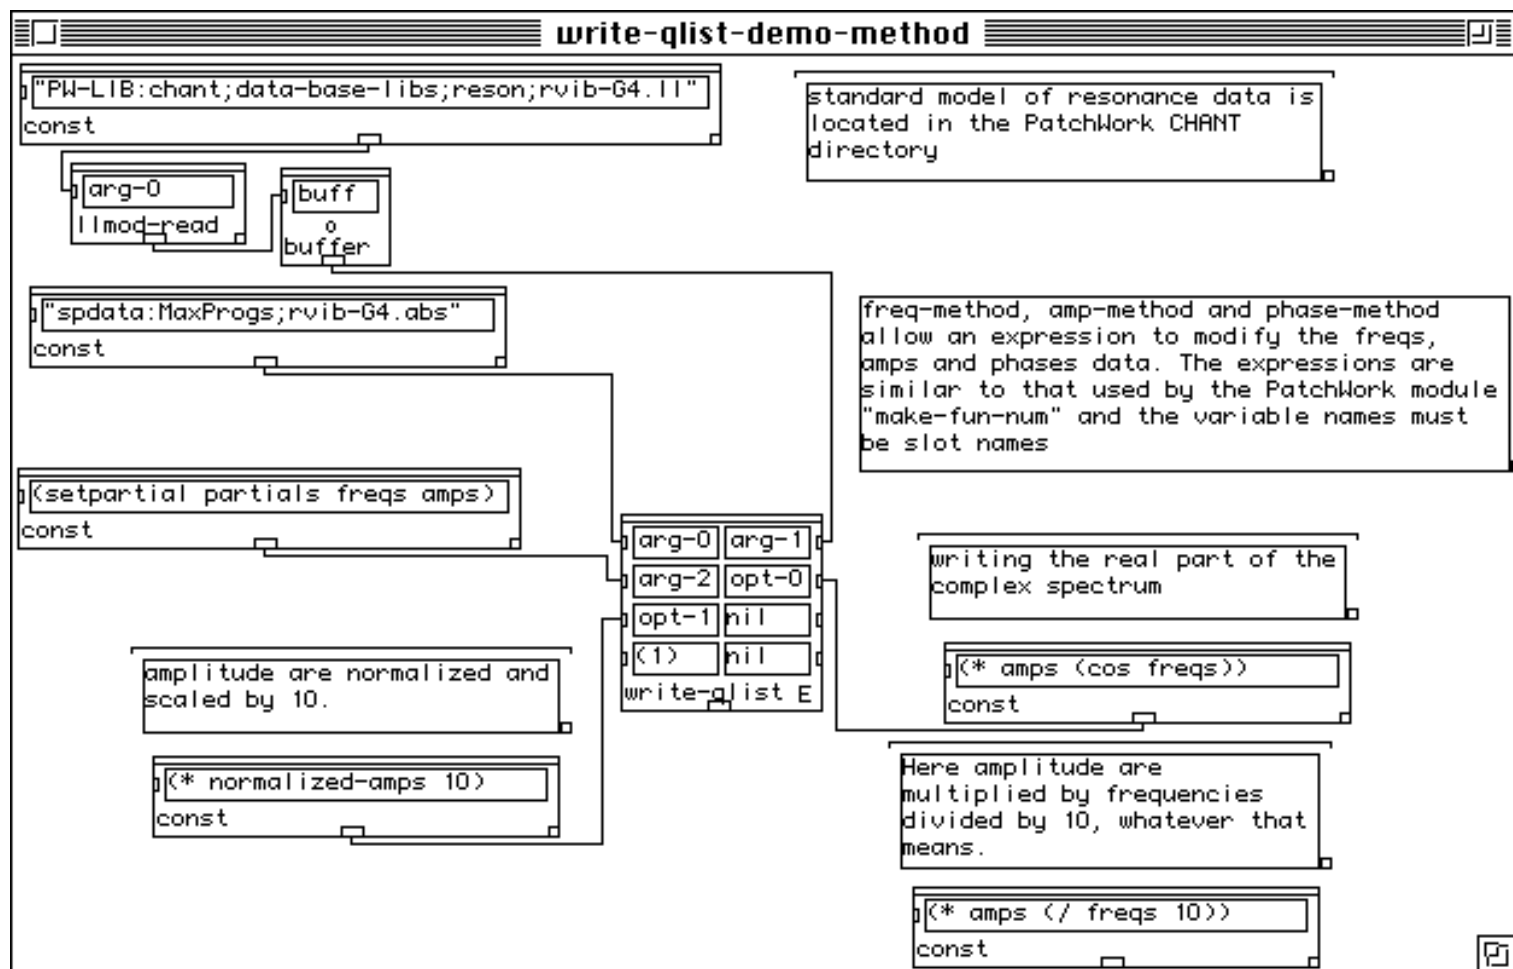 write-qlist-demo-method
"PW-LIB:chant;data-base-libs;reson;rvib-G4.ll"
const
standard model of resonance data is
located in the PatchWork CHANT
directory
arg-0
llmod-read
buff
o
buffer
"spdata:MaxProgs;rvib-G4.abs"
const
freq-method, amp-method and phase-method
allow an expression to modify the freqs,
amps and phases data. The expressions are
similar to that used by the PatchWork module
"make-fun-num" and the variable names must
be slot names
(setpartial partials freqs amps)
const
arg-0 arg-1
arg-2 opt-0
opt-1 nil
(1) nil
write-qlist E
writing the real part of the
complex spectrum
(* amps (cos freqs))
const
amplitude are normalized and
scaled by 10.
(* normalized-amps 10)
const
Here amplitude are
multiplied by frequencies
divided by 10, whatever that
means.
(* amps (/ freqs 10))
const